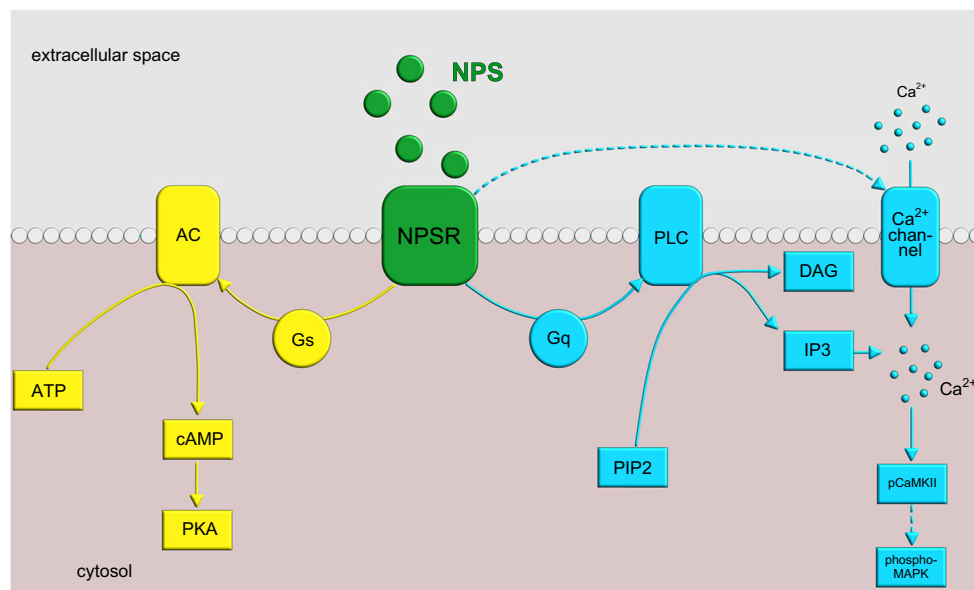 extracellular space
NPS
Ca2+
AC
NPSR
PLC
Ca2+
chan-
nel
DAG
Gs
Gq
IP3
ATP
Ca2+
cAMP
PIP2
pCaMKII
PKA
phospho-
MAPK
cytosol